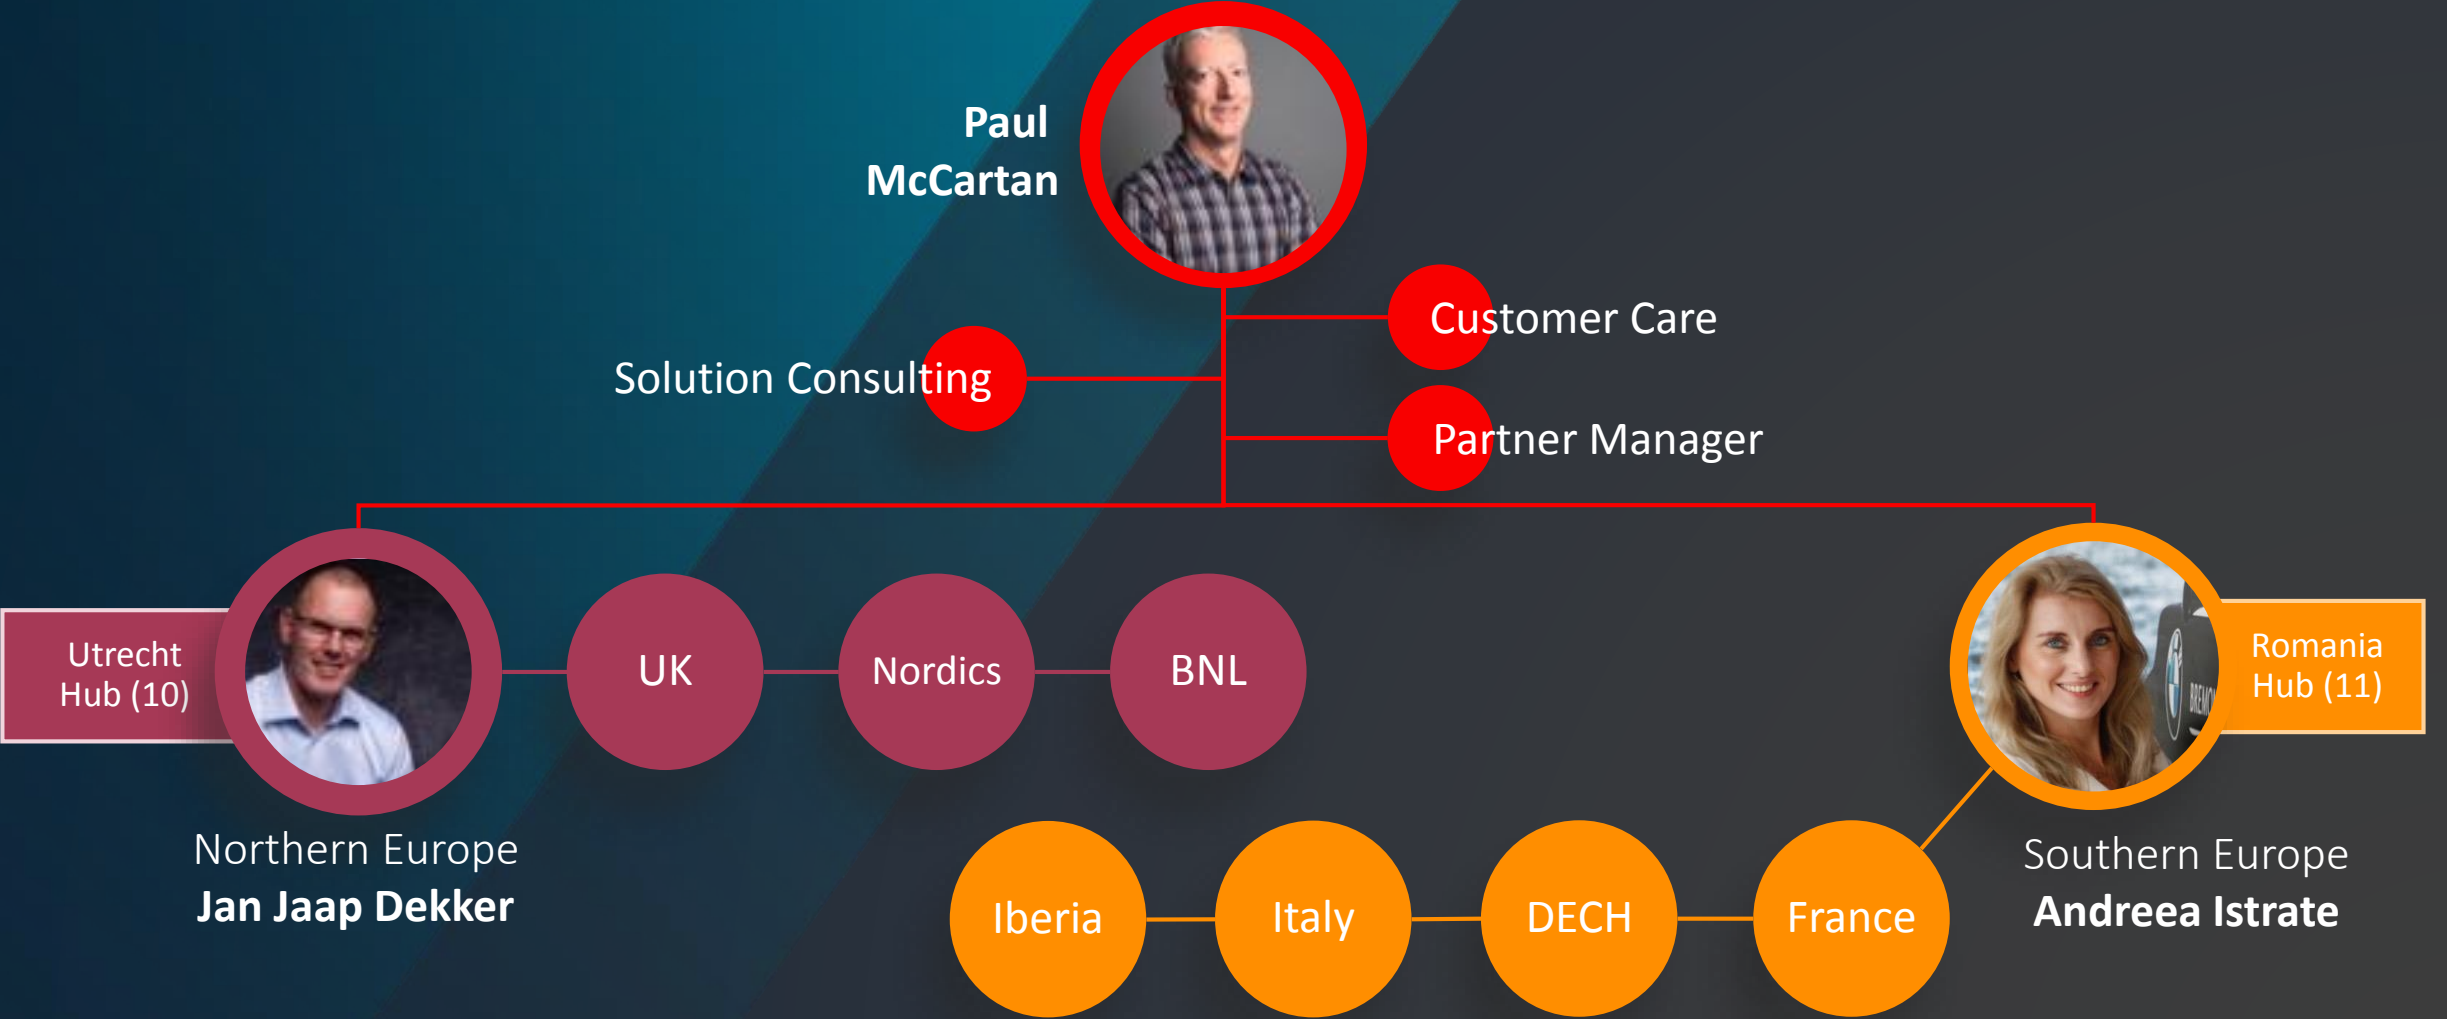 Paul
McCartan
Customer Care
Solution Consulting
Partner Manager
Utrecht
Hub (10)
UK
Nordics
BNL
Romania
Hub (11)
Northern Europe
Jan Jaap Dekker
Iberia
Italy
DECH
France
Southern Europe
Andreea Istrate